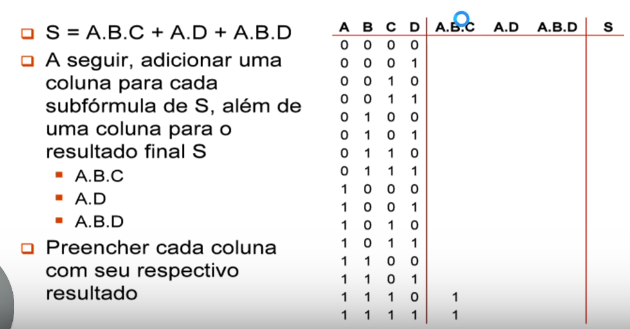 S = A.B.C + A.D + A.B.D
A seguir, adicionar uma
coluna para cada
subfórmula de S, além de
uma coluna para o
resultado final S
A.B.C
A.D
A.B.D
Preencher cada coluna
com seu respectivo
resultado
A B C D A.B.C A.D A.B.D S
0 0 0 0
0 0 0 1
0 0 1 0
0 0 1 1
0 1 0 0
0 1 0 1
0 1 1 0
0 1 1 1
1 0 0 0
1 0 0 1
1 0 1 0
1 0 1 1
1 1 0 0
1 1 0 1
1 1 1 0 1
1 1 1 1 1